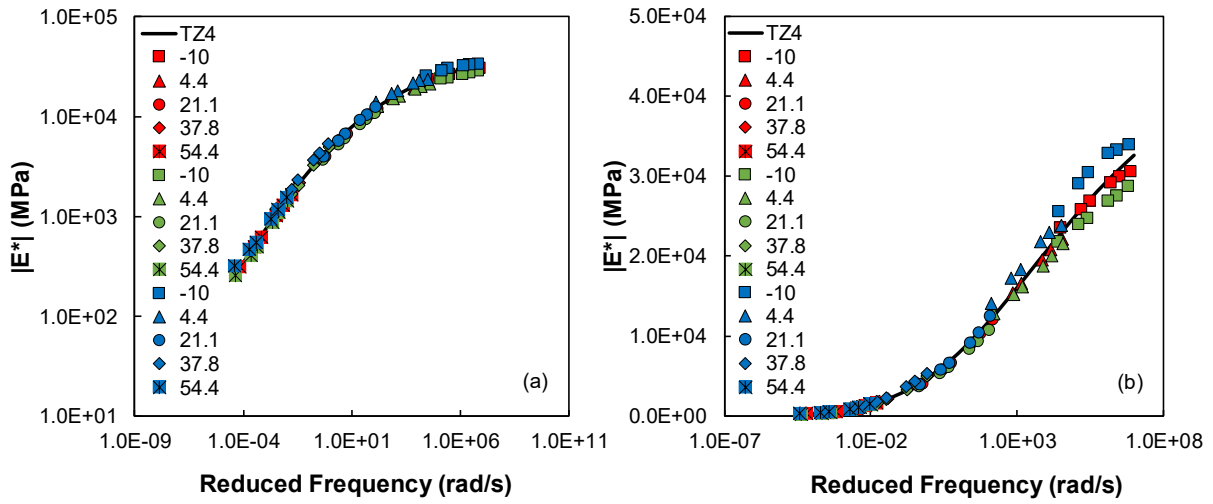 1.0E+05
1.0E+04
1.0E+03
1.0E+02
1.0E+01
|E*| (MPa)
TZ4
-10
4.4
21.1
37.8
54.4
-10
4.4
21.1
37.8
54.4
-10
4.4
21.1
37.8
54.4
(a)
1.0E-09 1.0E-04 1.0E+01 1.0E+06 1.0E+11
Reduced Frequency (rad/s)
5.0E+04
4.0E+04
3.0E+04
2.0E+04
1.0E+04
0.0E+00
|E*| (MPa)
TZ4
-10
4.4
21.1
37.8
54.4
-10
4.4
21.1
37.8
54.4
-10
4.4
21.1
37.8
54.4
(b)
1.0E-07 1.0E-02 1.0E+03 1.0E+08
Reduced Frequency (rad/s)